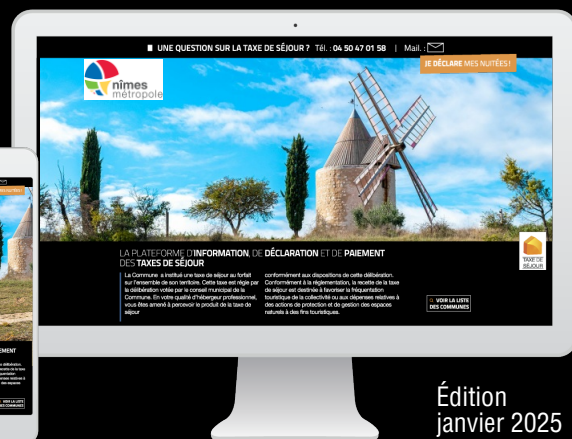 UNE QUESTION SUR LA TAXE DE SÉJOUR ? Tél. : 04 50 47 01 58 | Mail. :
JE DÉCLARE MES NUITÉES !
nîmes
métropole
LA PLATEFORME D'INFORMATION, DE DÉCLARATION ET DE PAIEMENT
DES TAXES DE SÉJOUR
La Commune a institué une taxe de séjour au forfait
sur l'ensemble de son territoire. Cette taxe est régie par
la délibération votée par le conseil municipal de la
Commune. En votre qualité d'hébergeur professionnel,
vous êtes amené à percevoir le produit de la taxe de
séjour
conformément aux dispositions de cette délibération.
Conformément à la réglementation, la recette de la taxe
de séjour est destinée à favoriser la fréquentation
touristique de la collectivité ou aux dépenses relatives à
des actions de protection et de gestion des espaces
naturels à des fins touristiques.
TAXE DE
SÉJOUR
VOIR LA LISTE
DES COMMUNES
Édition
janvier 2025